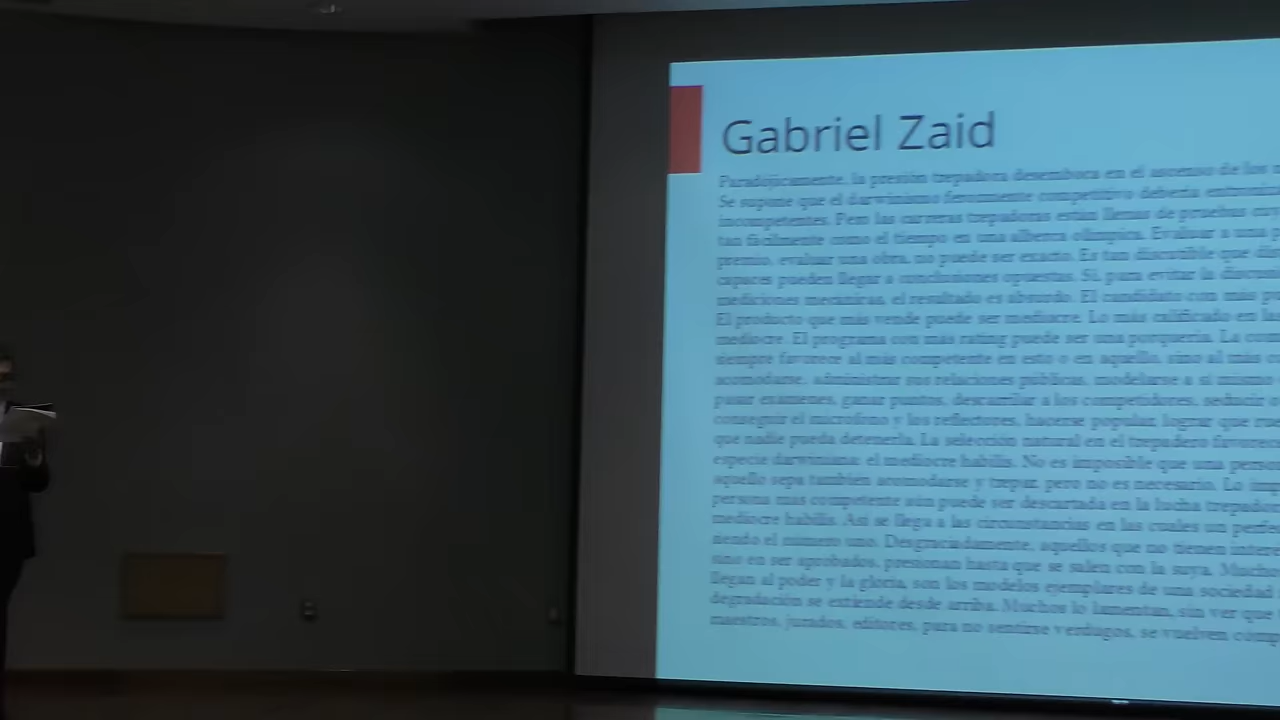 Gabriel Zaid
Paradójicamente, la presión trepadora desemboca en el ascenso de los
Se supone que el darwinismo ferozmente competitivo debería
incompetentes. Pero las carreras trepadoras están llenas de pruebas
tan fácilmente como el tiempo en una alberca olímpica. Evaluar a una
premio, evaluar una obra, no puede ser exacto. Es tan discutible que
capaces pueden llegar a conclusiones opuestas. Si, para evitar la
mediciones mecánicas, el resultado es absurdo. El candidato con más
El producto que más vende puede ser mediocre. Lo más calificado en
mediocre. El programa con más rating puede ser una porquería. La
siempre favorece al más competente en esto o en aquello, sino al más
acomodarse, administrar sus relaciones públicas, modelarse a sí mismo
pasar exámenes, ganar puntos, descarrilar a los competidores, seducir o
conseguir el micrófono y los reflectores, hacerse popular, lograr que
que nadie pueda detenerla. La selección natural en el trepadero
especie darwiniana: el mediocre habilis. No es imposible que una
aquello sepa también acomodarse y trepar, pero no es necesario. Lo
persona más competente aún puede ser descartada en la lucha
mediocre habilis. Así se llega a las circunstancias en las cuales un
siendo el número uno. Desgraciadamente, aquellos que no tienen
sino en ser aprobados, presionan hasta que se salen con la suya.
llegan al poder y la gloria, son los modelos ejemplares de una sociedad
degradación se extiende desde arriba. Muchos lo lamentan, sin ver que
maestros, jurados, editores, para no sentirse verdugos, se vuelven